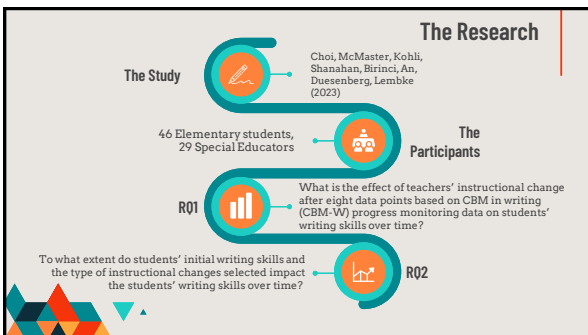 The Research
The Study
Choi, McMaster, Kohli,
Shanahan, Birinci, An,
Duesenberg, Lembke
(2023)
46 Elementary students,
29 Special Educators
The
Participants
RQ1
What is the effect of teachers' instructional change
after eight data points based on CBM in writing
(CBM-W) progress monitoring data on students'
writing skills over time?
To what extent do students' initial writing skills and
the type of instructional changes selected impact
the students' writing skills over time?
RQ2